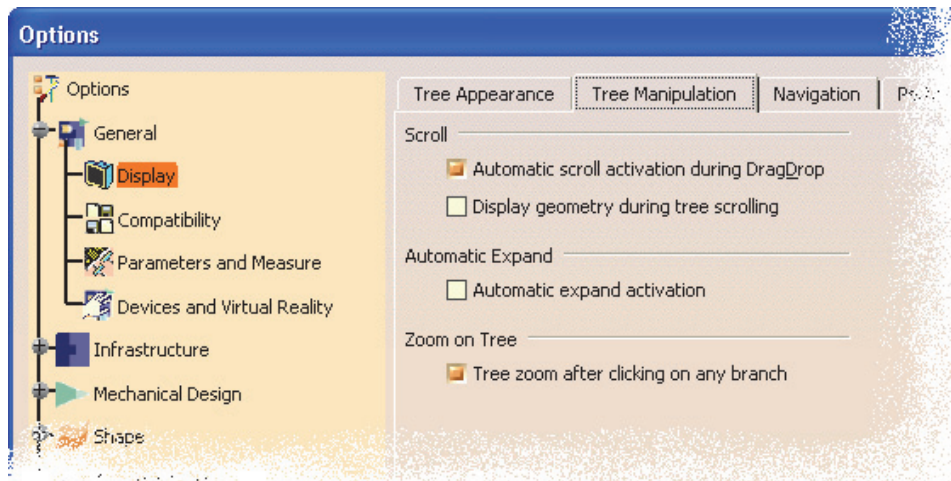 Options
Options
General
Display
Compatibility
Parameters and Measure
Devices and Virtual Reality
Infrastructure
Mechanical Design
Shape
Tree Appearance
Tree Manipulation
Navigation
Scroll
Automatic scroll activation during DragDrop
Display geometry during tree scrolling
Automatic Expand
Automatic expand activation
Zoom on Tree
Tree zoom after clicking on any branch